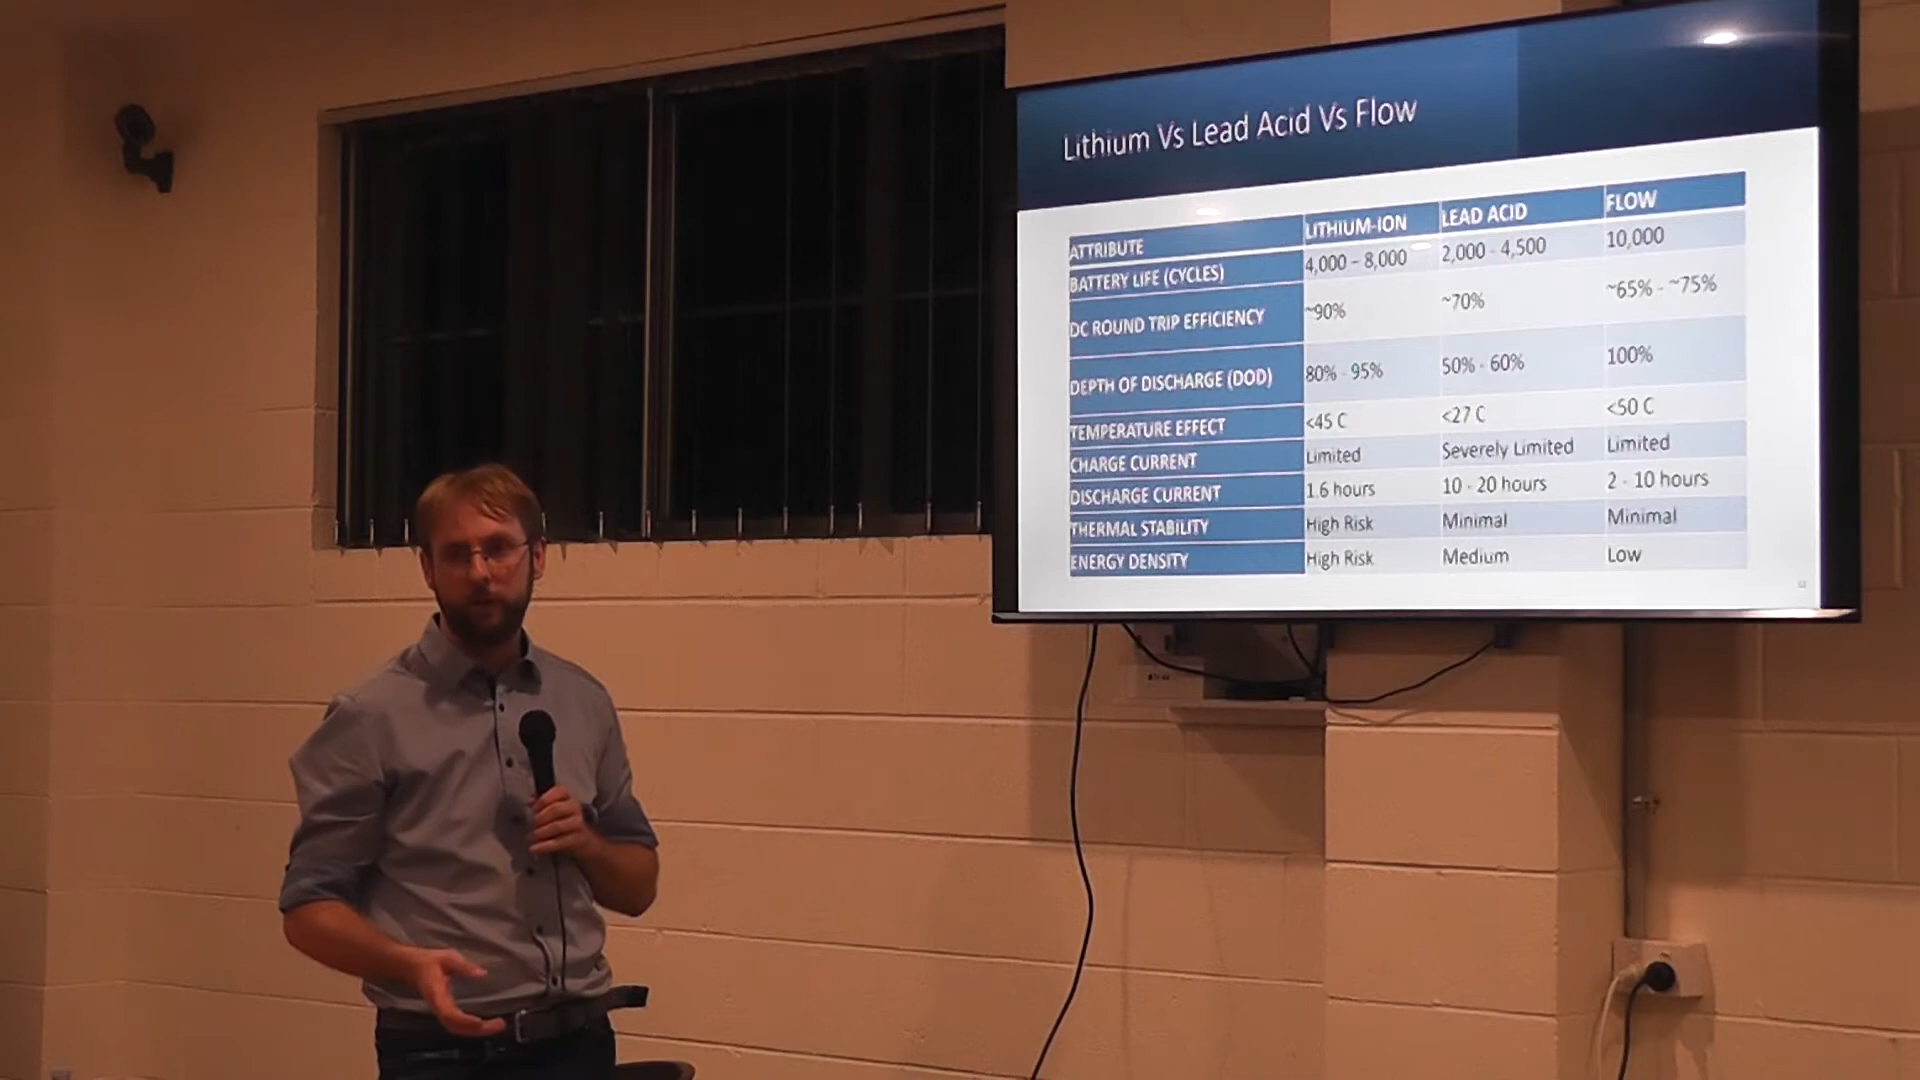 Lithium Vs Lead Acid Vs Flow
ATTRIBUTE LITHIUM-ION LEAD ACID FLOW
BATTERY LIFE (CYCLES) 4,000 – 8,000 2,000 - 4,500 10,000
DC ROUND TRIP EFFICIENCY ~90% ~70% ~65% - ~75%
DEPTH OF DISCHARGE (DOD) 80% - 95% 50% - 60% 100%
TEMPERATURE EFFECT <45 C <27 C <50 C
CHARGE CURRENT Limited Severely Limited Limited
DISCHARGE CURRENT 1.6 hours 10 - 20 hours 2 - 10 hours
THERMAL STABILITY High Risk Minimal Minimal
ENERGY DENSITY High Risk Medium Low